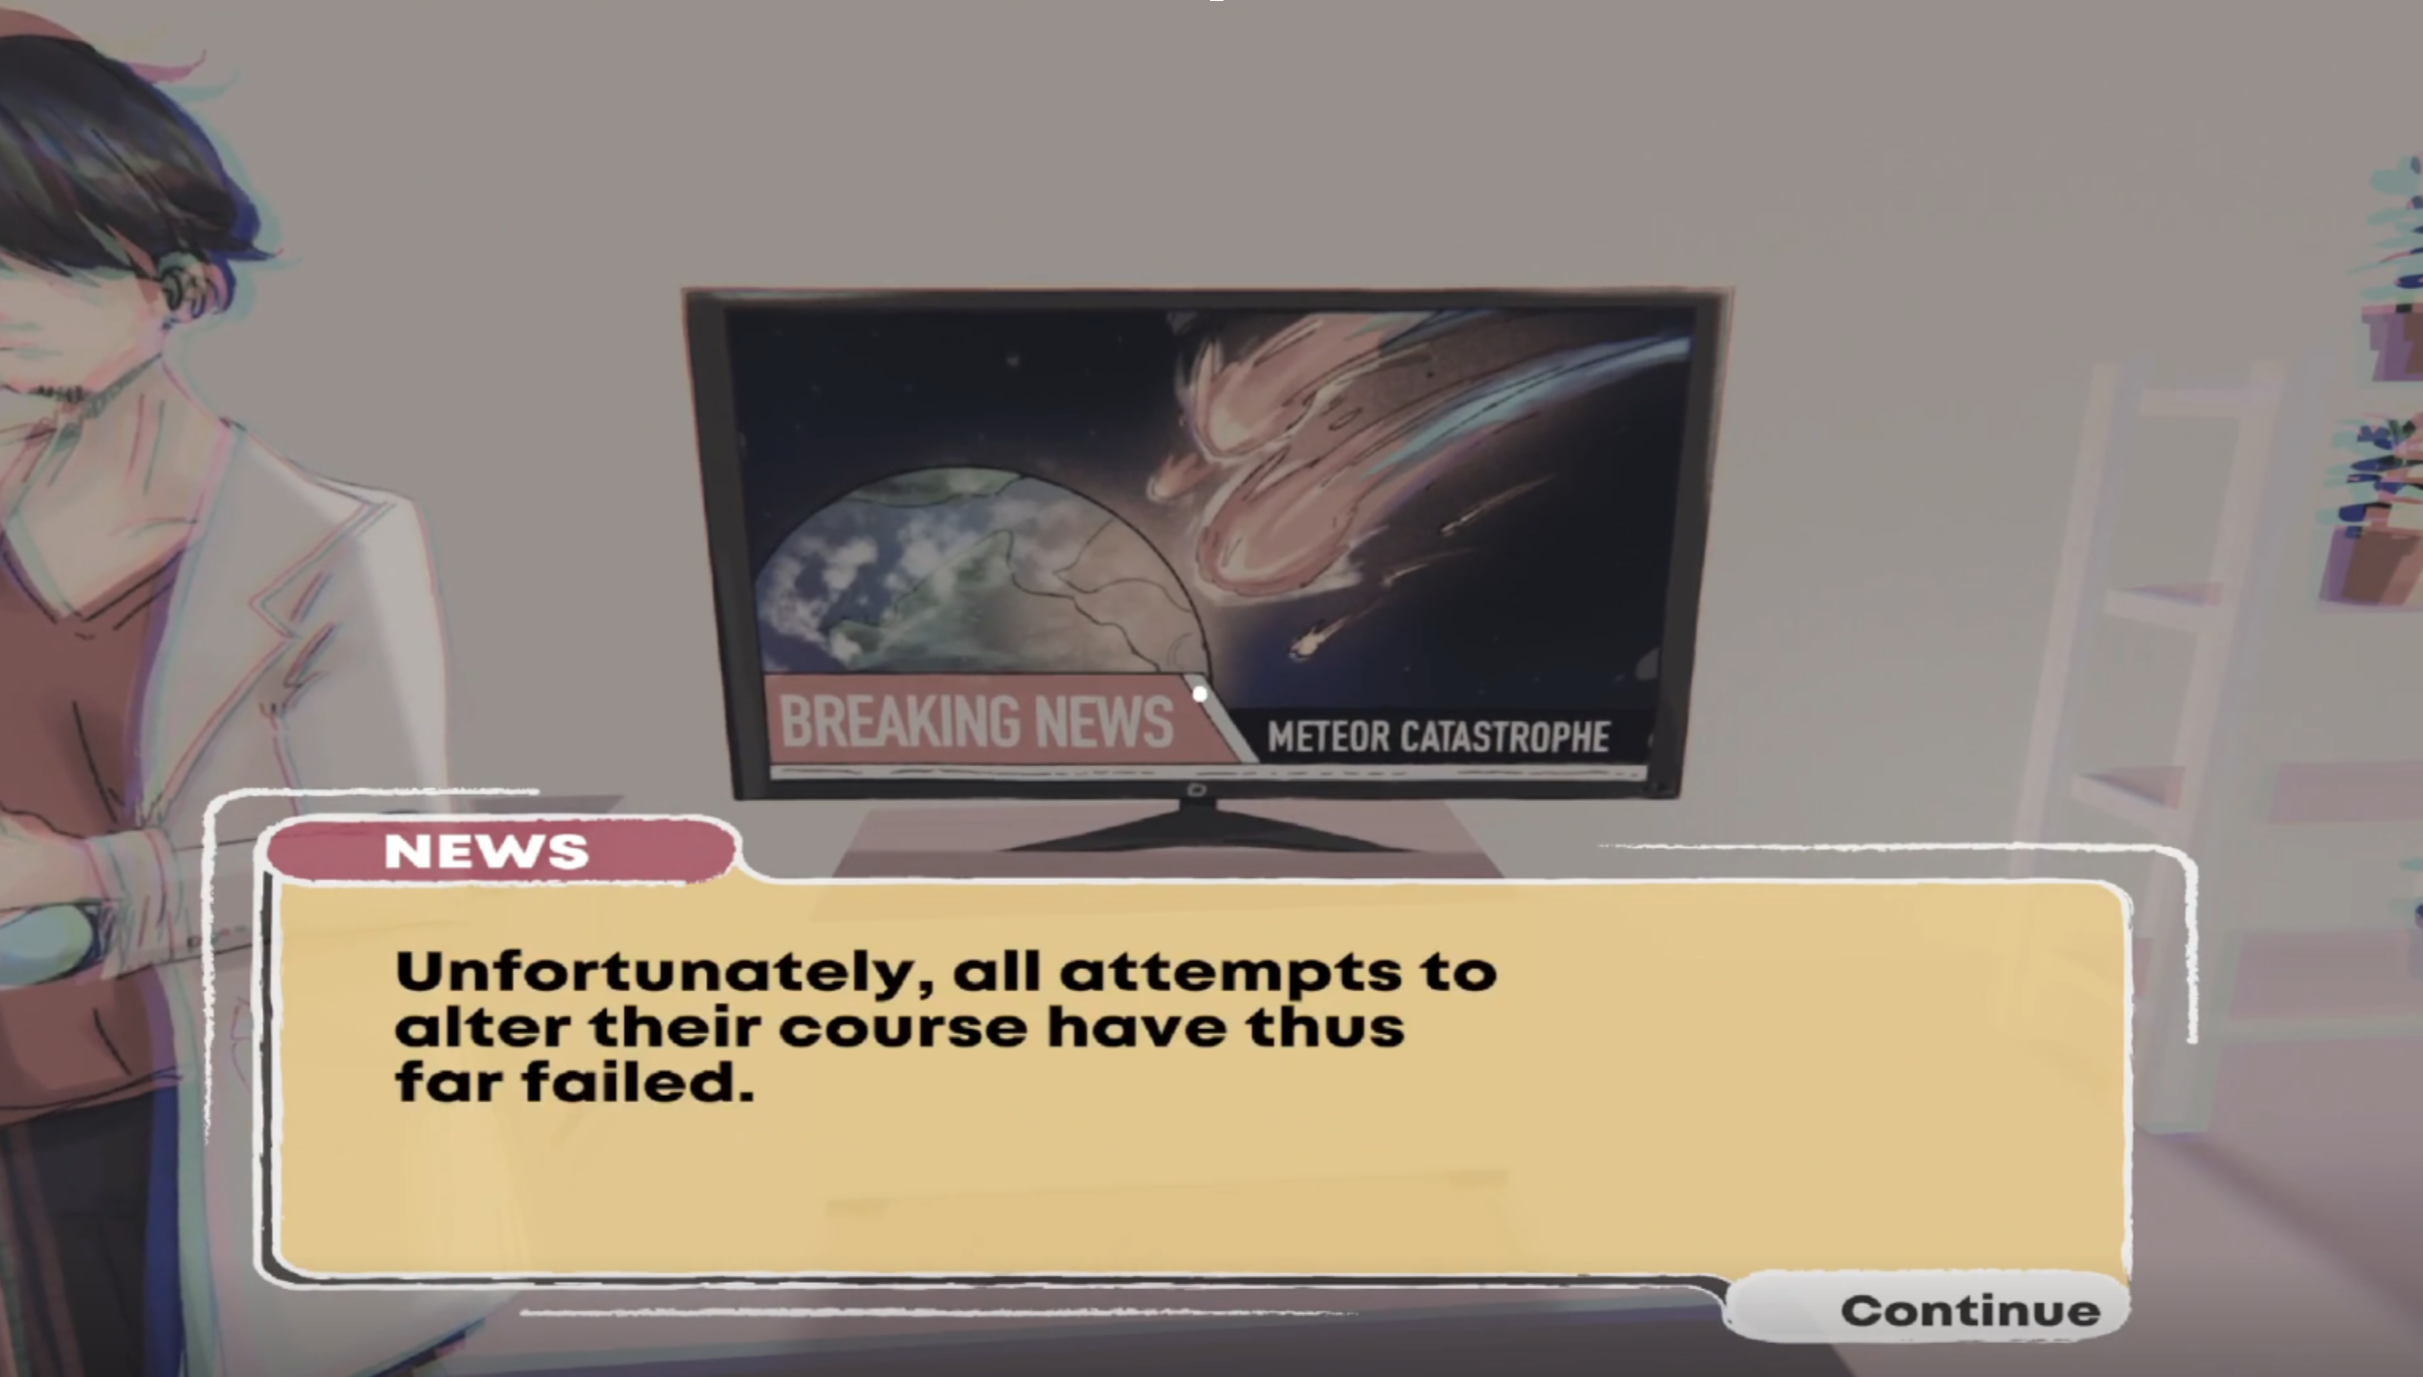 BREAKING NEWS
METEOR CATASTROPHE
NEWS
Unfortunately, all attempts to
alter their course have thus
far failed.
Continue